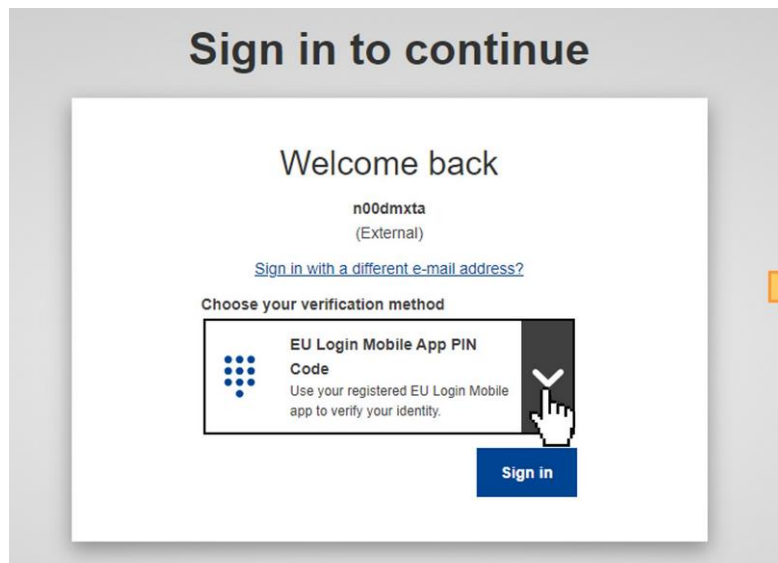 Sign in to continue
Welcome back
n00dmxta
(External)
Sign in with a different e-mail address?
Choose your verification method
EU Login Mobile App PIN
Code
Use your registered EU Login Mobile
app to verify your identity.
Sign in